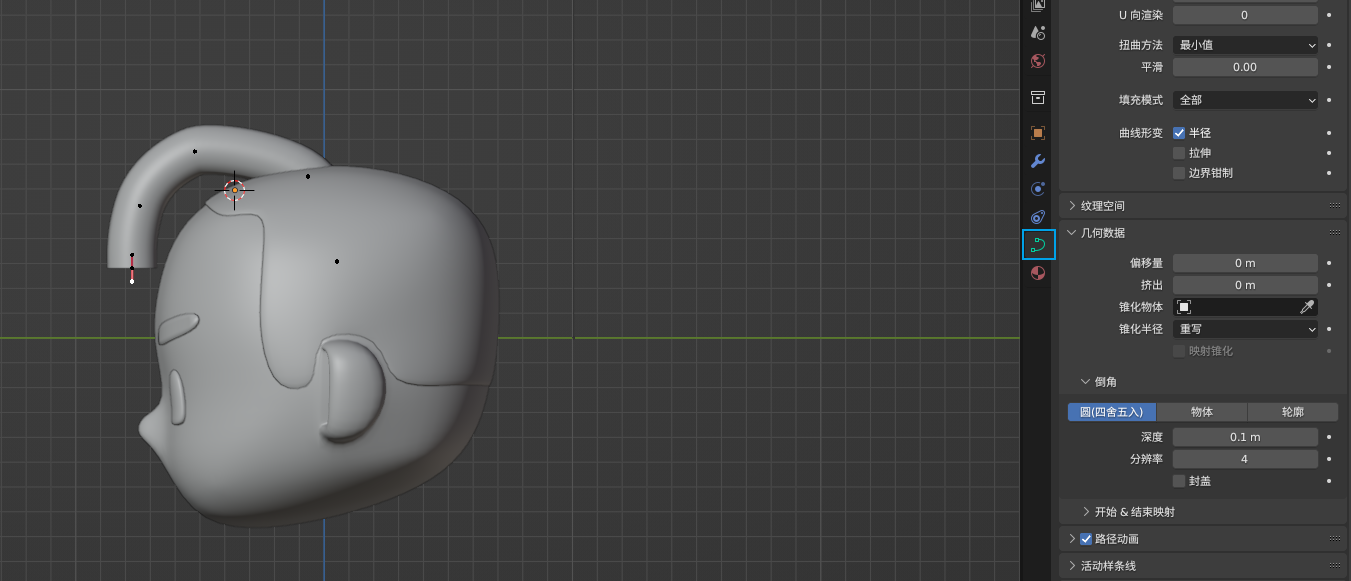 U 向渲染 0
扭曲方法 最小值
平滑 0.00
填充模式 全部
曲线形变 半径
拉伸
边界钳制
纹理空间
几何数据
偏移量 0 m
挤出 0 m
锥化物体
锥化半径 重写
映射锥化
倒角
圆(四舍五入) 物体 轮廓
深度 0.1 m
分辨率 4
封盖
开始 & 结束映射
路径动画
活动样条线